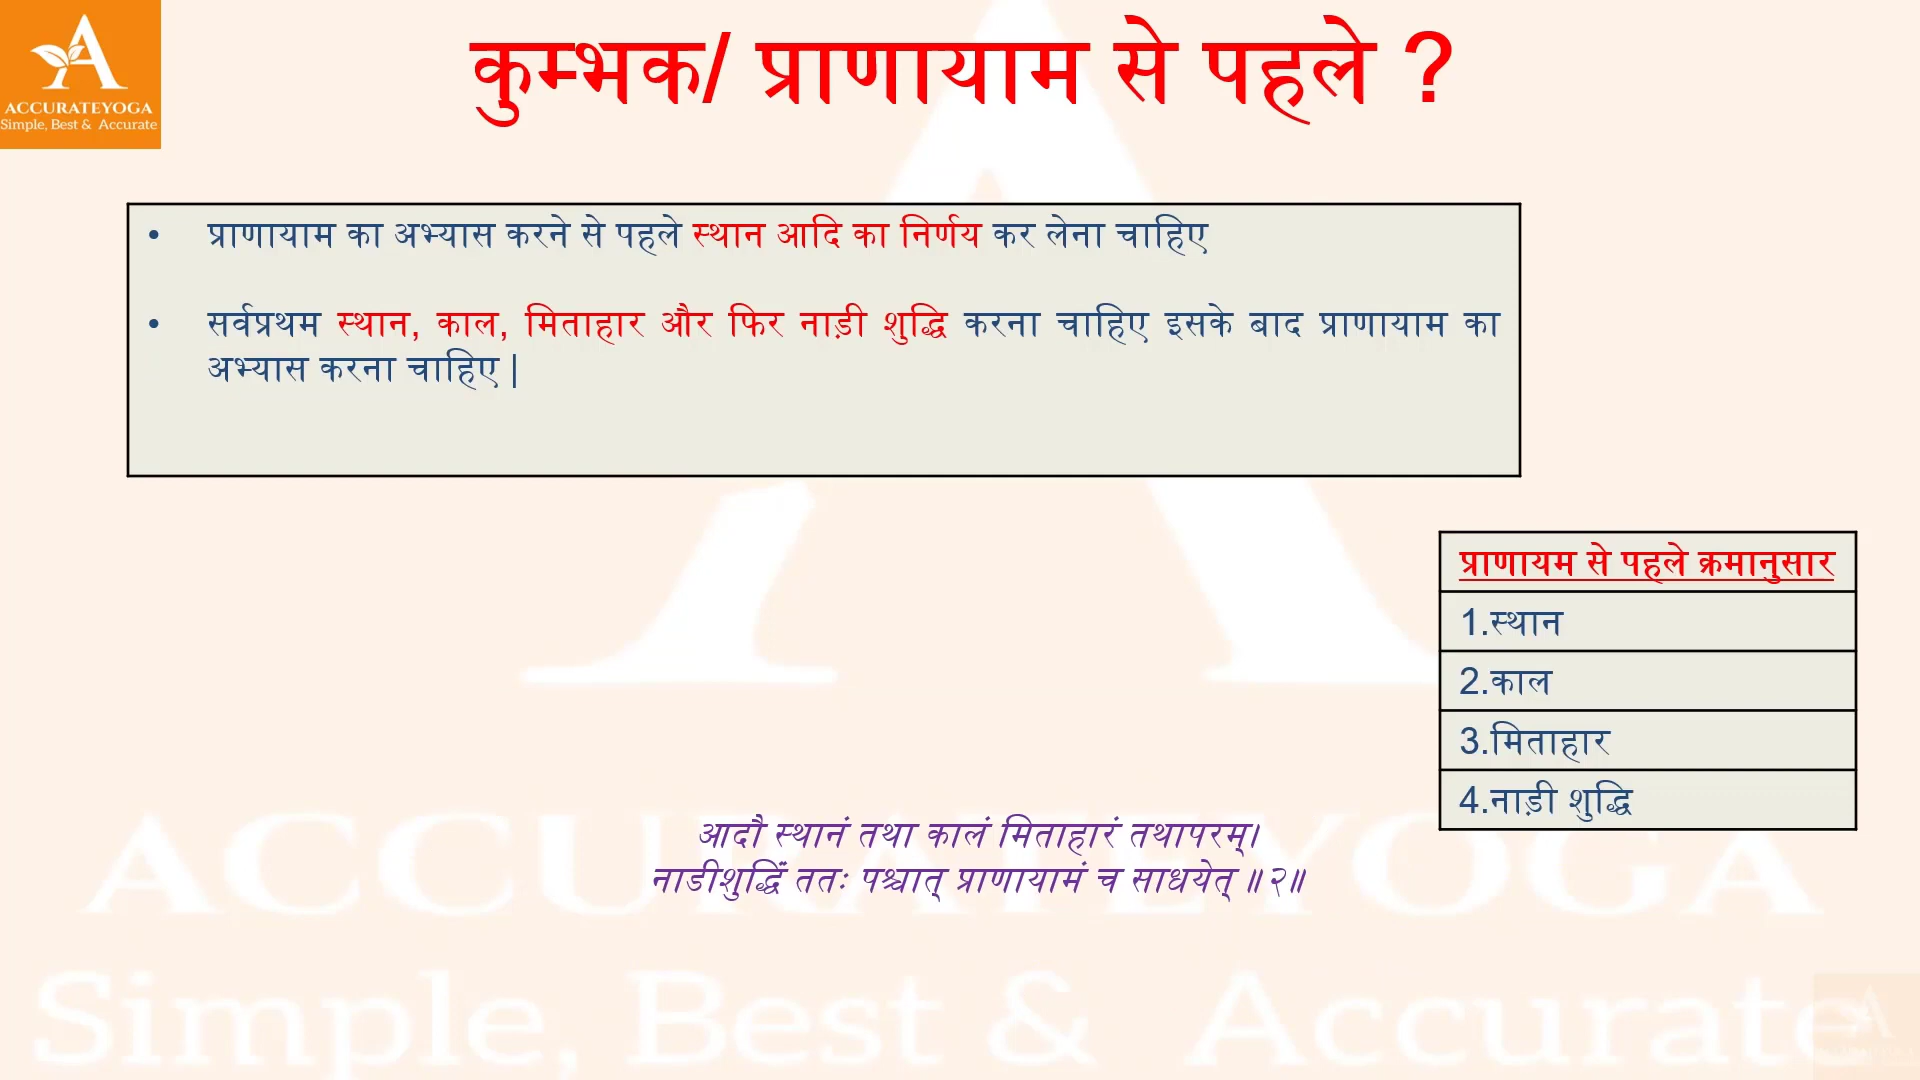 ACCURATEYOGA
Simple, Best & Accurate
कुम्भक/ प्राणायाम से पहले ?
• प्राणायाम का अभ्यास करने से पहले स्थान आदि का निर्णय कर लेना चाहिए
• सर्वप्रथम स्थान, काल, मिताहार और फिर नाड़ी शुद्धि करना चाहिए इसके बाद प्राणायाम का
अभ्यास करना चाहिए |
प्राणायम से पहले क्रमानुसार
1.स्थान
2.काल
3.मिताहार
4.नाड़ी शुद्धि
आदौ स्थानं तथा कालं मिताहारं तथापरम्।
नाडीशुद्धिं ततः पश्चात् प्राणायामं च साधयेत् ॥२॥
ACCURATEYOGA
Simple, Best & Accurate